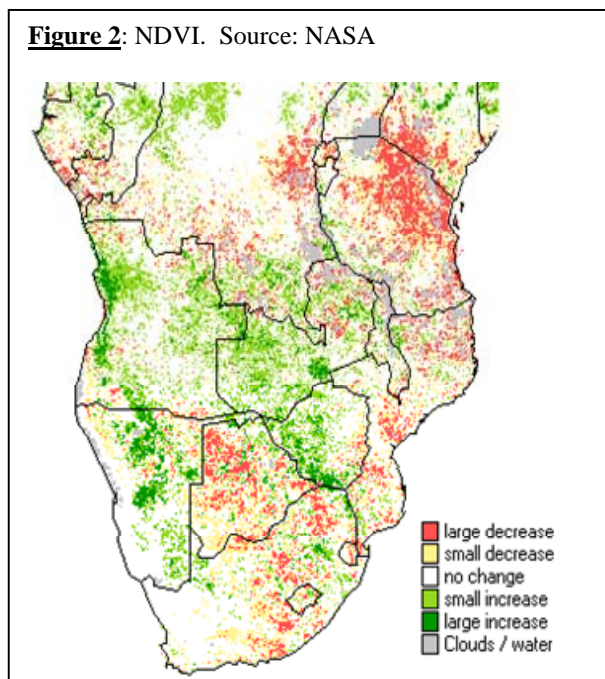 Figure 2: NDVI. Source: NASA
large decrease
small decrease
no change
small increase
large increase
Clouds / water